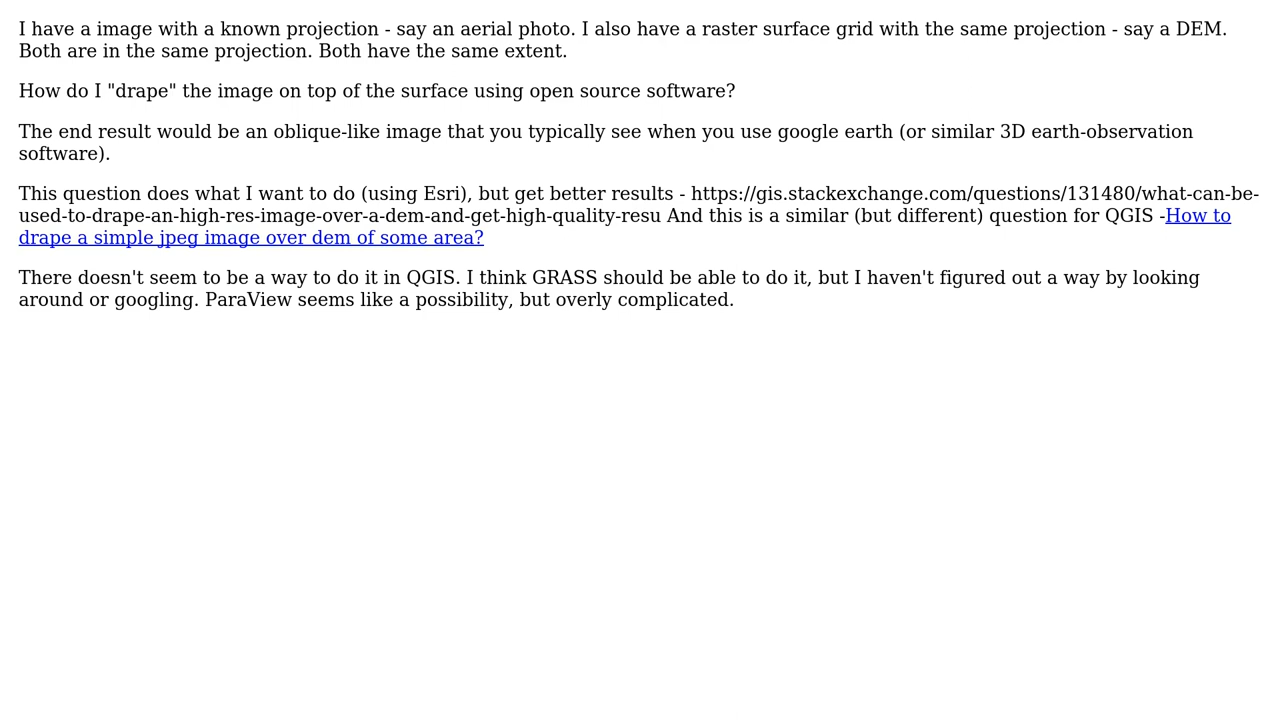 I have a image with a known projection - say an aerial photo. I also have a raster surface grid with the same projection - say a DEM.
Both are in the same projection. Both have the same extent.
How do I "drape" the image on top of the surface using open source software?
The end result would be an oblique-like image that you typically see when you use google earth (or similar 3D earth-observation
software).
This question does what I want to do (using Esri), but get better results - https://gis.stackexchange.com/questions/131480/what-can-be-
used-to-drape-an-high-res-image-over-a-dem-and-get-high-quality-resu And this is a similar (but different) question for QGIS -How to
drape a simple jpeg image over dem of some area?
There doesn't seem to be a way to do it in QGIS. I think GRASS should be able to do it, but I haven't figured out a way by looking
around or googling. ParaView seems like a possibility, but overly complicated.